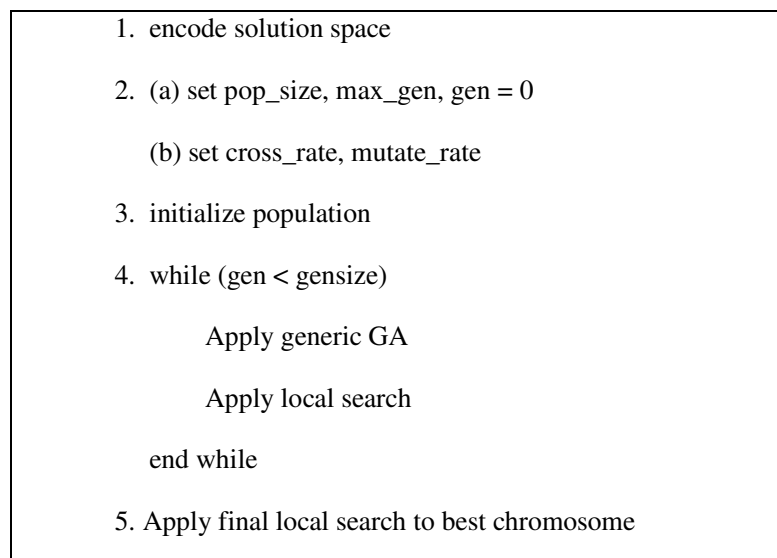 1. encode solution space
2. (a) set pop_size, max_gen, gen = 0
(b) set cross_rate, mutate_rate
3. initialize population
4. while (gen < gensize)
Apply generic GA
Apply local search
end while
5. Apply final local search to best chromosome